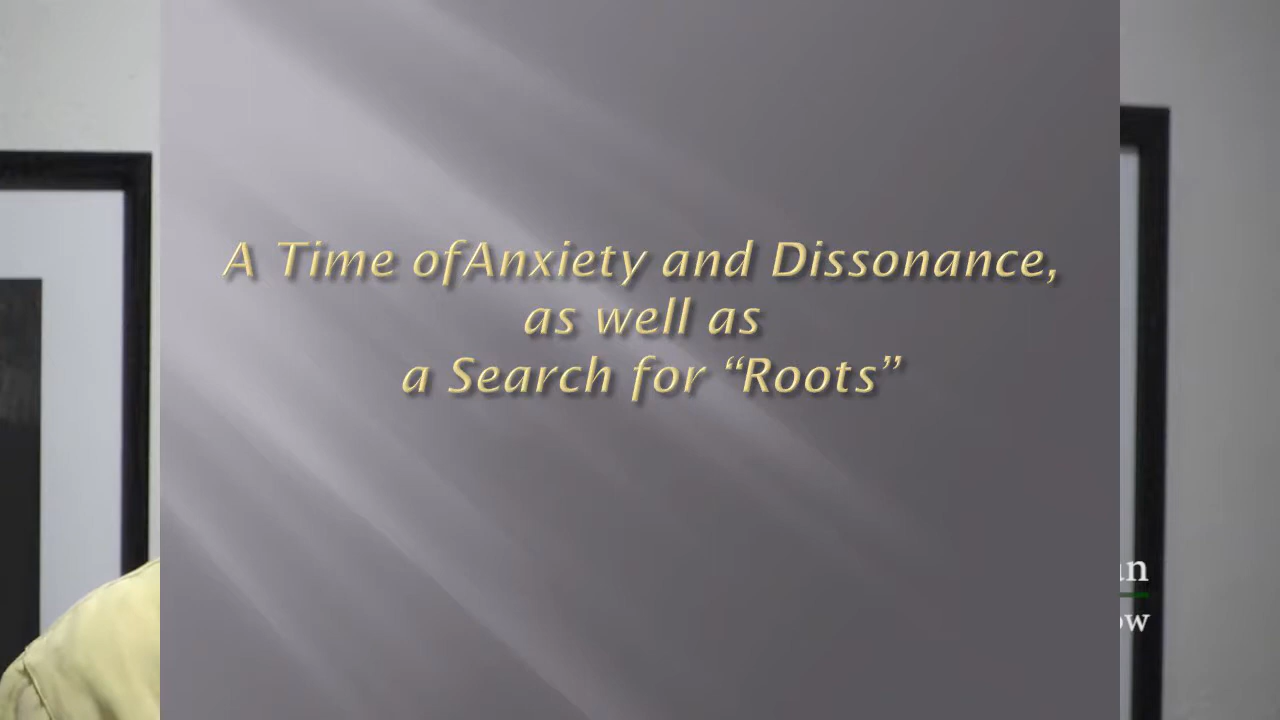 A Time ofAnxiety and Dissonance,
as well as
a Search for “Roots”